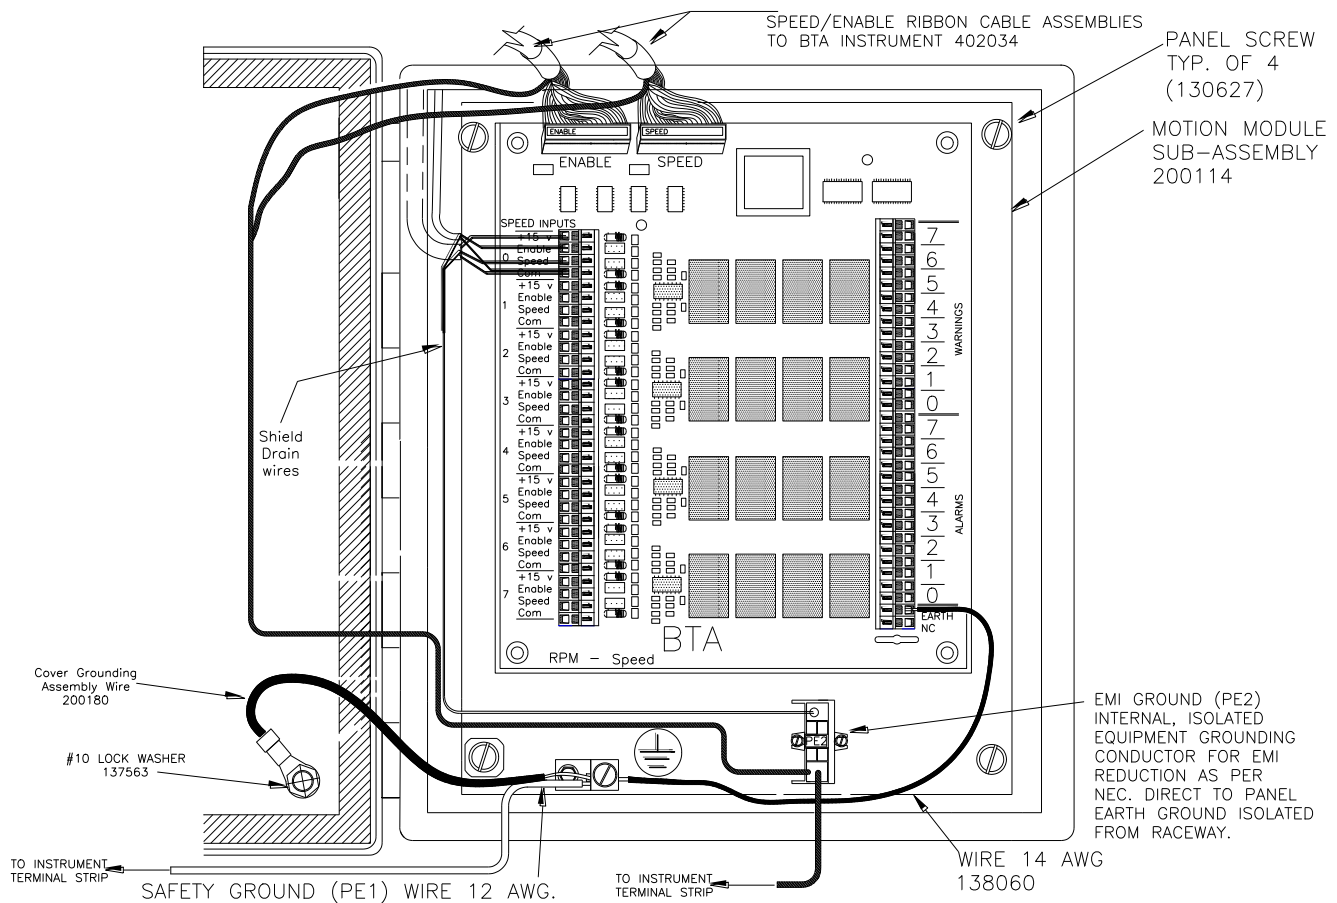 SPEED/ENABLE RIBBON CABLE ASSEMBLIES
TO BTA INSTRUMENT 402034
PANEL SCREW
TYP. OF 4
(130627)
MOTION MODULE
SUB-ASSEMBLY
200114
ENABLE
SPEED
ENABLE
SPEED
SPEED INPUTS
0
+15 v
Enable
Speed
Com
1
+15 v
Enable
Speed
Com
2
+15 v
Enable
Speed
Com
3
+15 v
Enable
Speed
Com
4
+15 v
Enable
Speed
Com
5
+15 v
Enable
Speed
Com
6
+15 v
Enable
Speed
Com
7
+15 v
Enable
Speed
Com
7
6
5
4
3
2
1
0
WARNINGS
7
6
5
4
3
2
1
0
ALARMS
EARTH
NC
BTA
RPM - Speed
Shield
Drain
wires
Cover Grounding
Assembly Wire
200180
#10 LOCK WASHER
137563
PE2
EMI GROUND (PE2)
INTERNAL, ISOLATED
EQUIPMENT GROUNDING
CONDUCTOR FOR EMI
REDUCTION AS PER
NEC. DIRECT TO PANEL
EARTH GROUND ISOLATED
FROM RACEWAY.
WIRE 14 AWG
138060
TO INSTRUMENT
TERMINAL STRIP
SAFETY GROUND (PE1) WIRE 12 AWG.
TO INSTRUMENT
TERMINAL STRIP